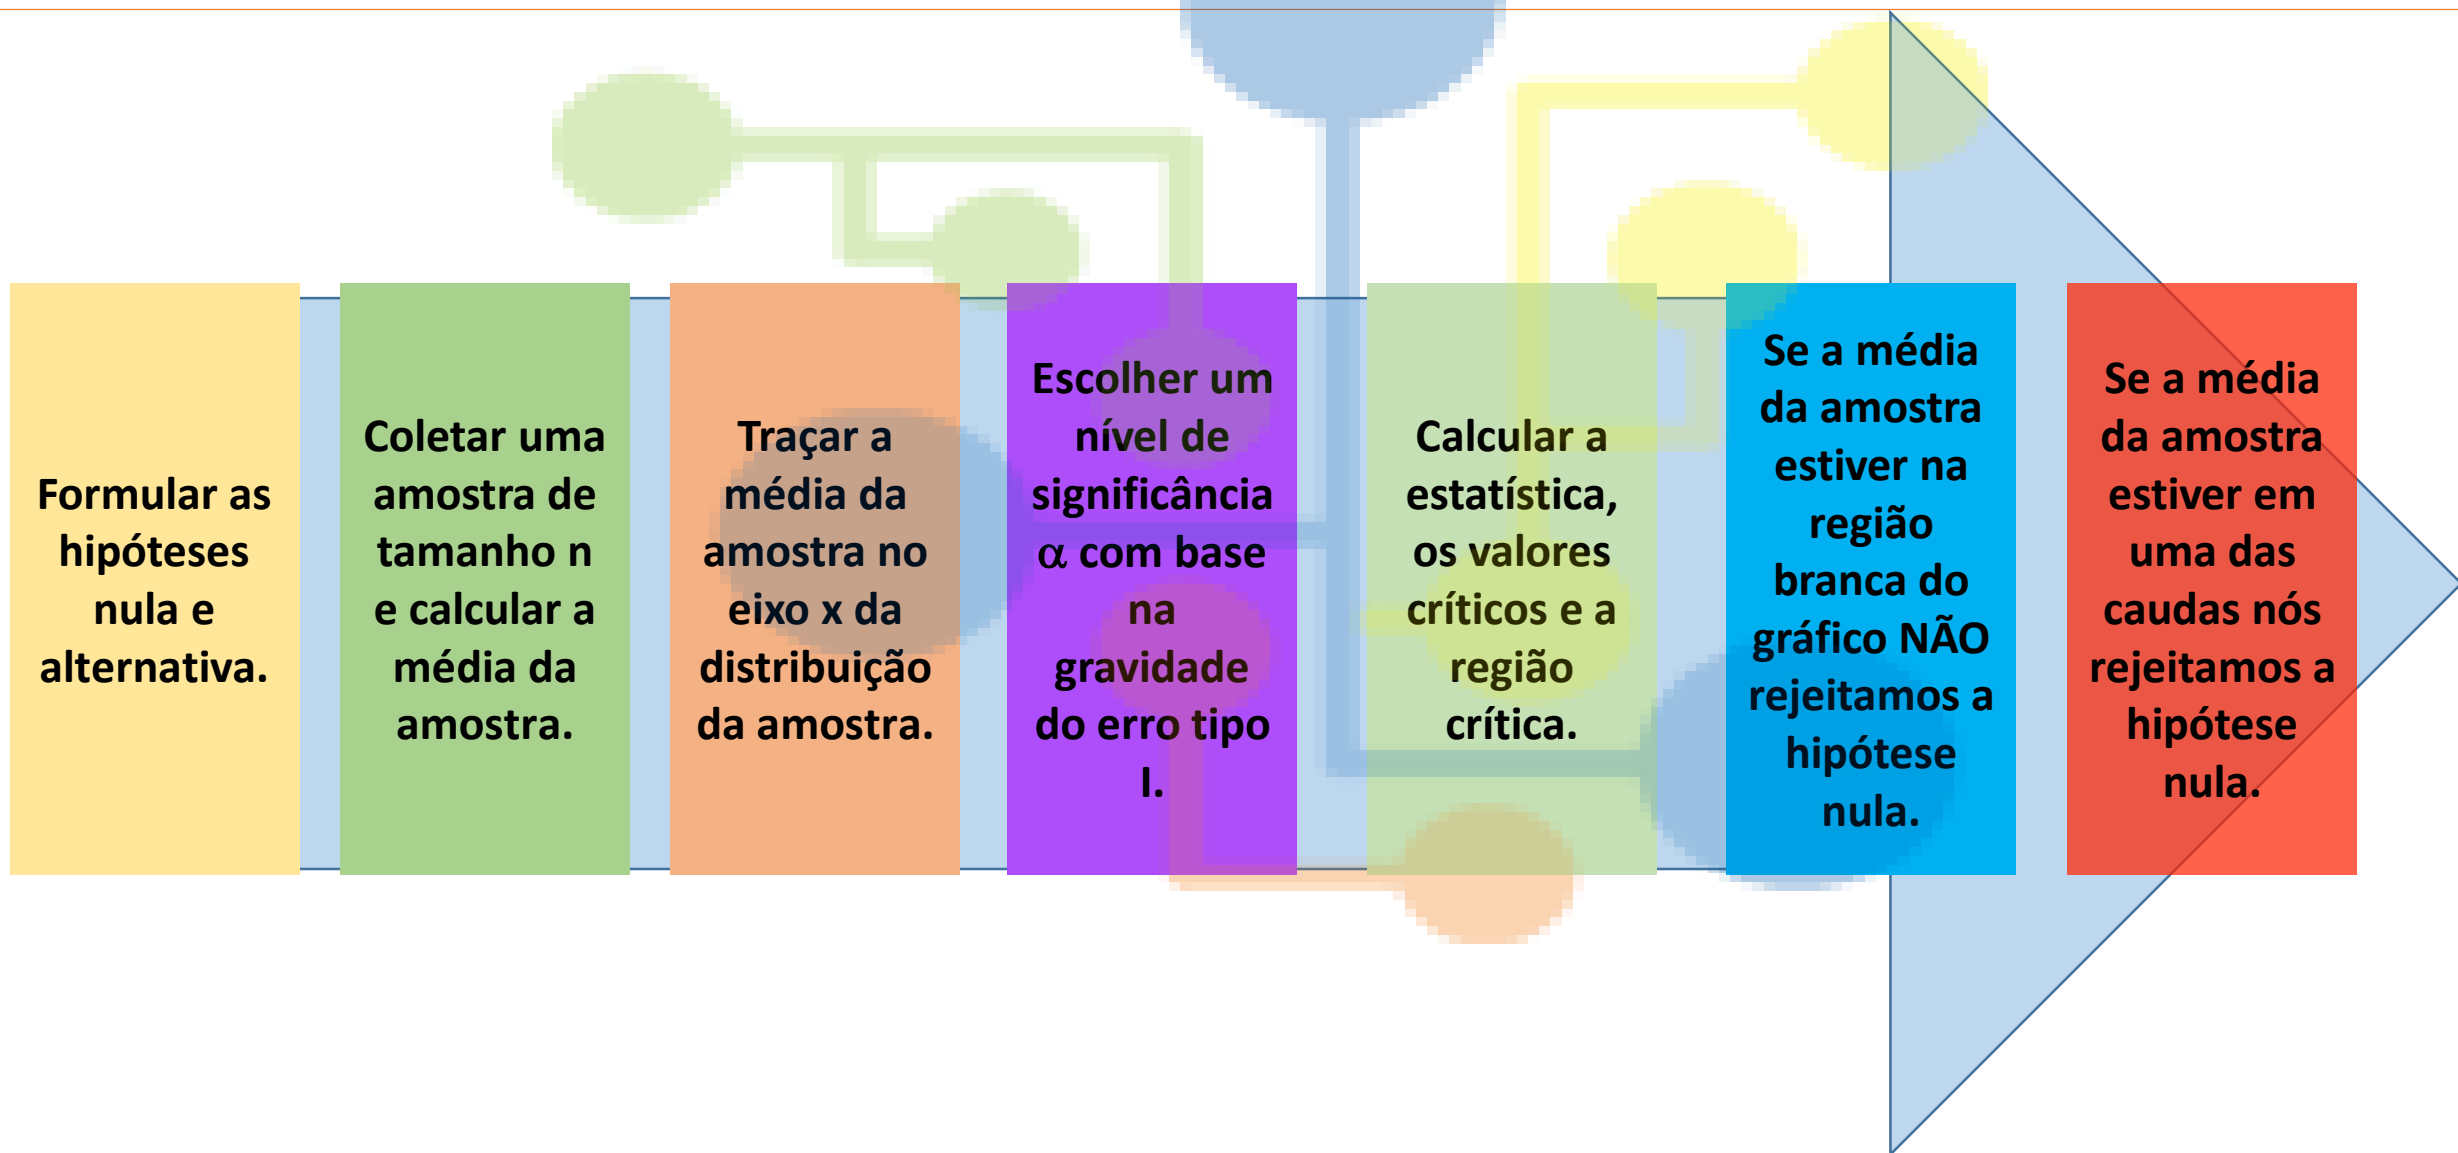 Formular as
hipóteses
nula e
alternativa.
Coletar uma
amostra de
tamanho n
e calcular a
média da
amostra.
Traçar a
média da
amostra no
eixo x da
distribuição
da amostra.
Escolher um
nível de
significância
α com base
na
gravidade
do erro tipo
I.
Calcular a
estatística,
os valores
críticos e a
região
crítica.
Se a média
da amostra
estiver na
região
branca do
gráfico NÃO
rejeitamos a
hipótese
nula.
Se a média
da amostra
estiver em
uma das
caudas nós
rejeitamos a
hipótese
nula.